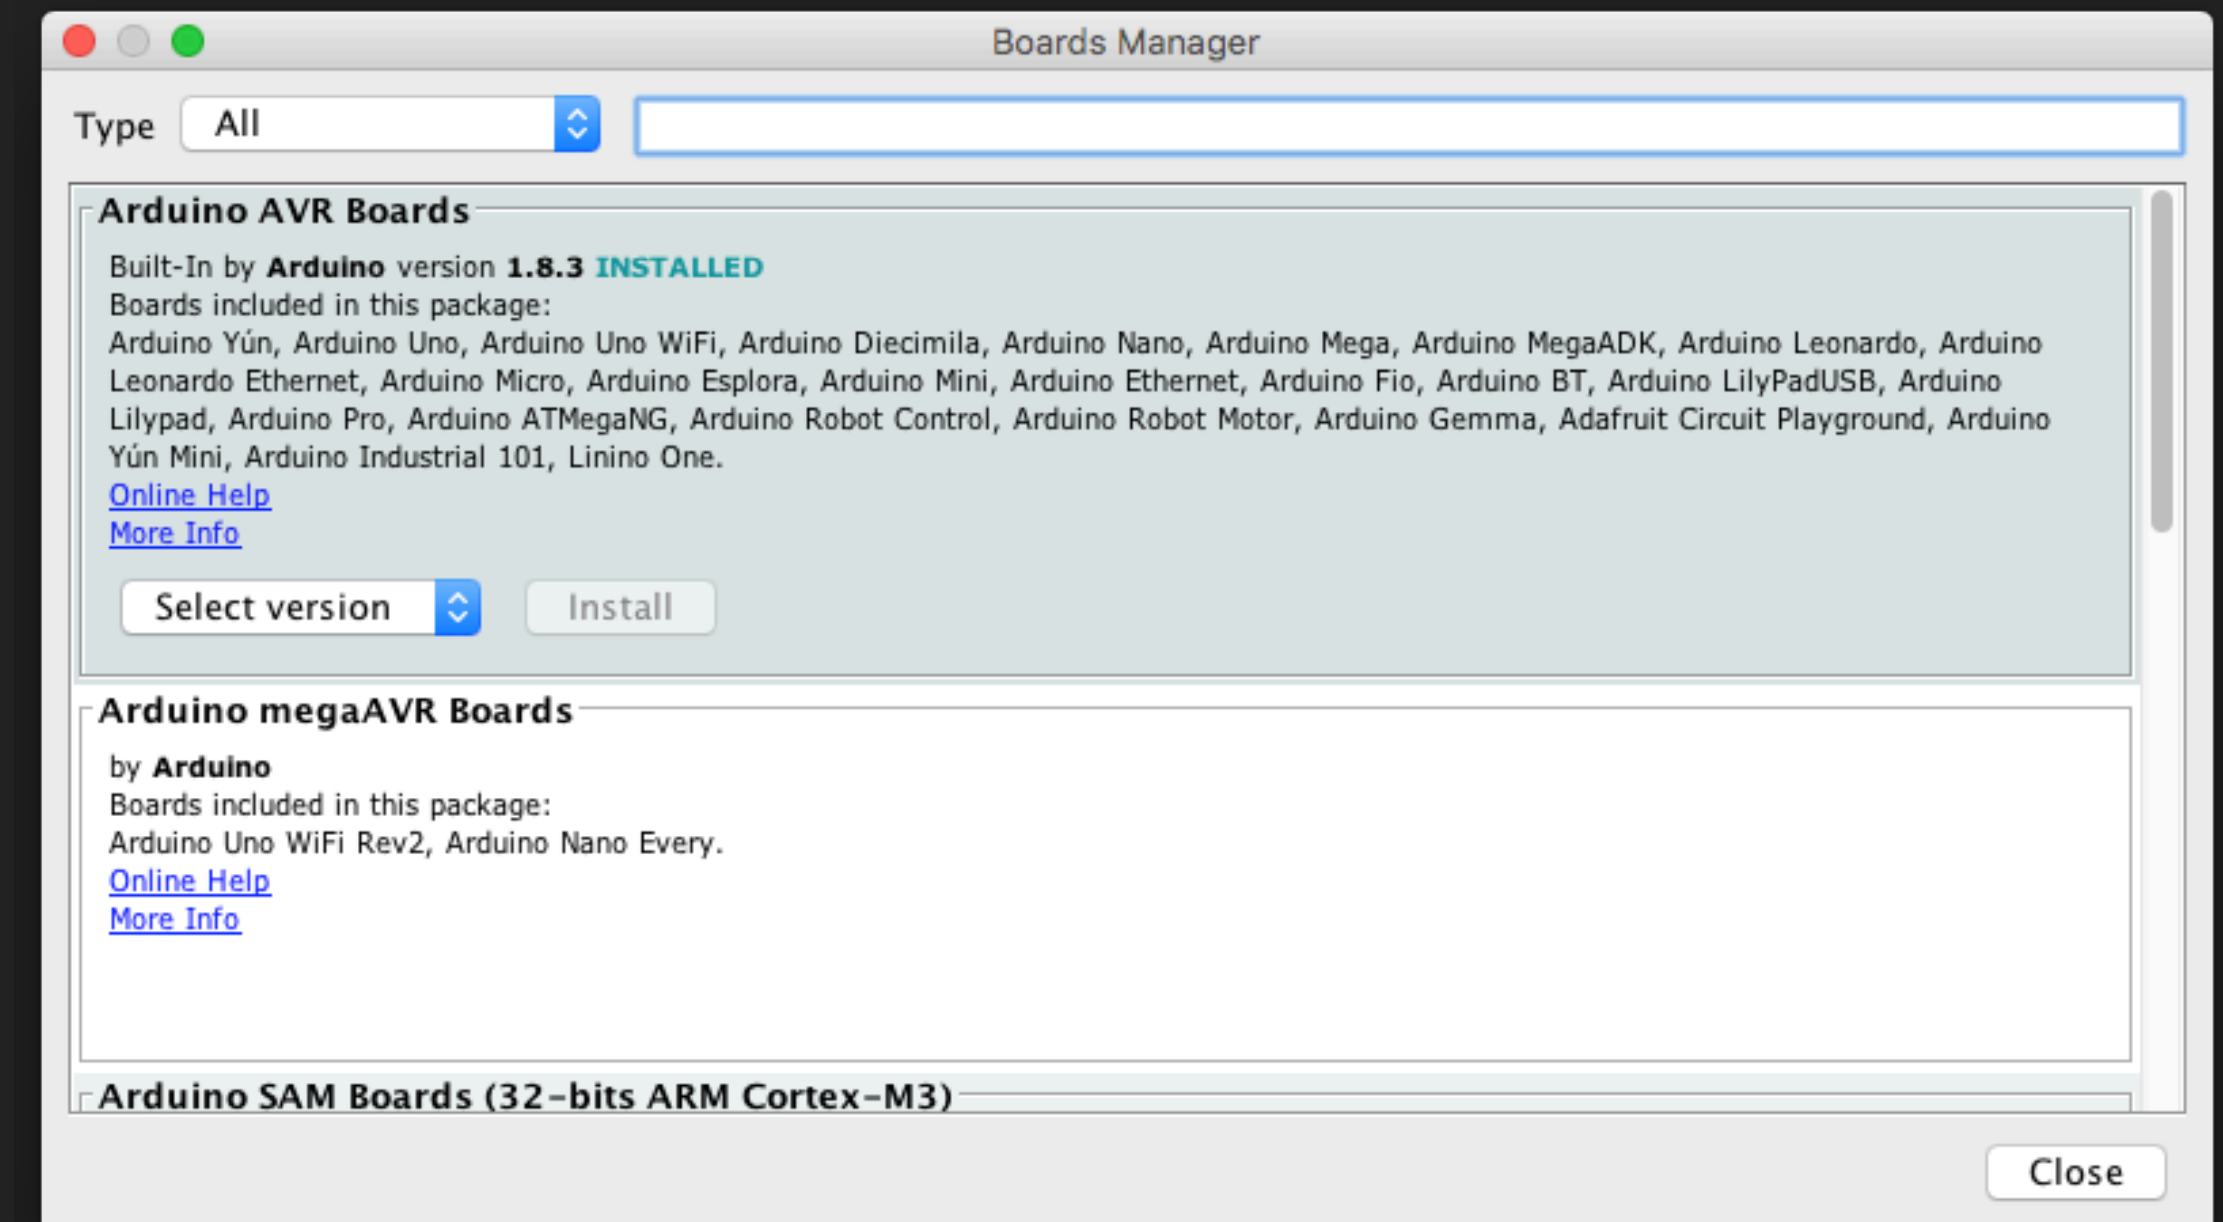 Boards Manager
Type All
Arduino AVR Boards
Built-In by Arduino version 1.8.3 INSTALLED
Boards included in this package:
Arduino Yún, Arduino Uno, Arduino Uno WiFi, Arduino Diecimila, Arduino Nano, Arduino Mega, Arduino MegaADK, Arduino Leonardo, Arduino
Leonardo Ethernet, Arduino Micro, Arduino Esplora, Arduino Mini, Arduino Ethernet, Arduino Fio, Arduino BT, Arduino LilyPadUSB, Arduino
Lilypad, Arduino Pro, Arduino ATMegaNG, Arduino Robot Control, Arduino Robot Motor, Arduino Gemma, Adafruit Circuit Playground, Arduino
Yún Mini, Arduino Industrial 101, Linino One.
Online Help
More Info
Select version Install
Arduino megaAVR Boards
by Arduino
Boards included in this package:
Arduino Uno WiFi Rev2, Arduino Nano Every.
Online Help
More Info
Arduino SAM Boards (32-bits ARM Cortex-M3)
Close